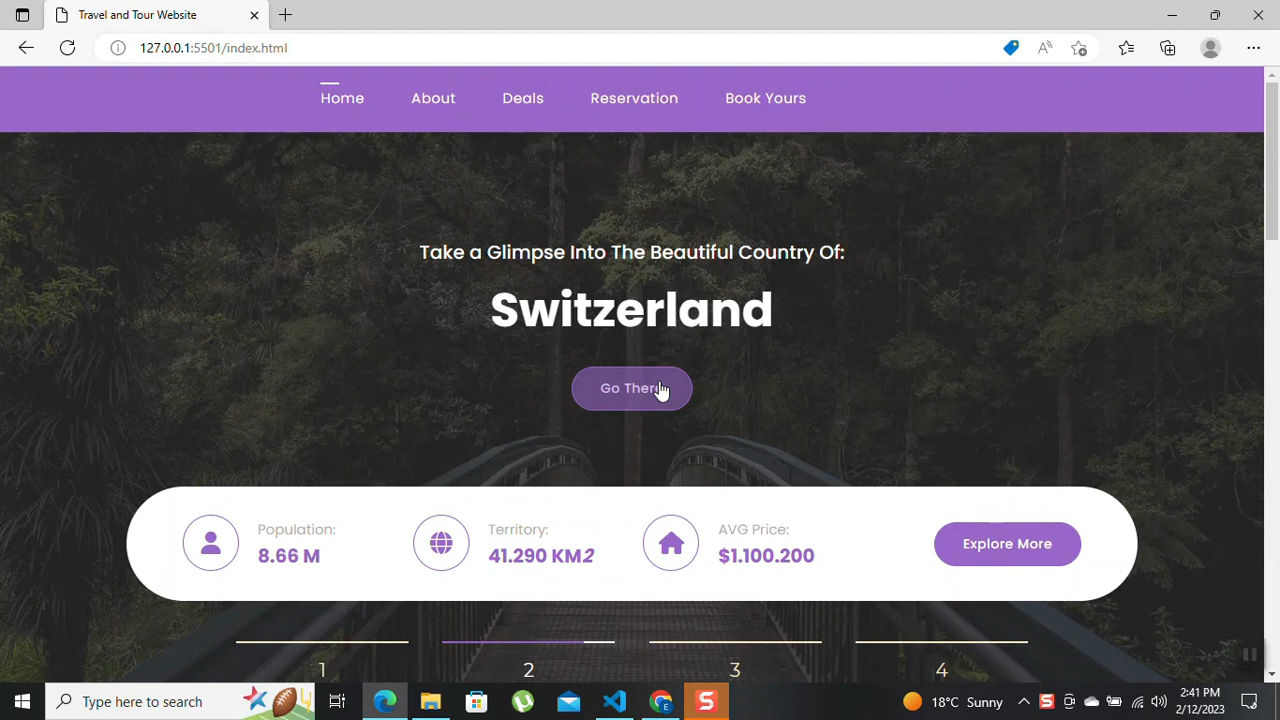 Travel and Tour Website
127.0.0.1:5501/index.html
Home About Deals Reservation Book Yours
Take a Glimpse Into The Beautiful Country Of:
Switzerland
Go There
Population:
8.66 M
Territory:
41.290 KM2
AVG Price:
$1.100.200
Explore More
1 2 3 4
Type here to search
18°C Sunny
:41 PM
2/12/2023